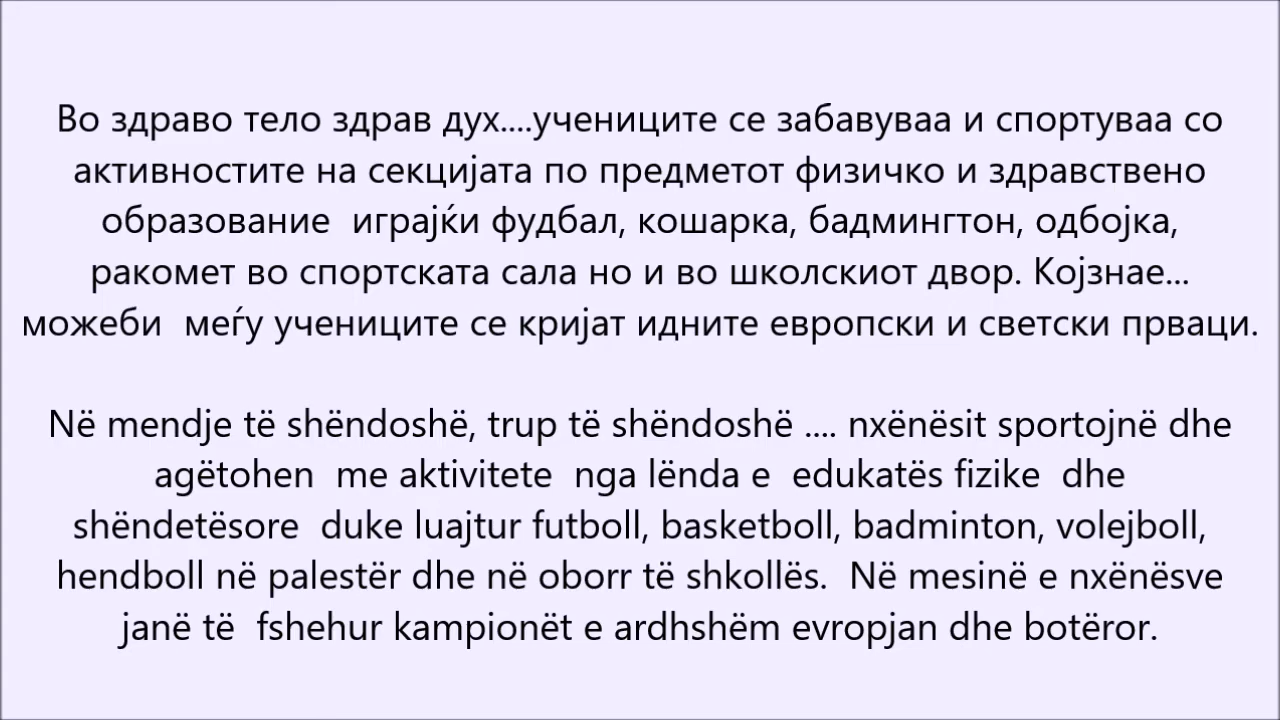 Во здраво тело здрав дух....учениците се забавуваа и спортуваа со
активностите на секцијата по предметот физичко и здравствено
образование  играјќи фудбал, кошарка, бадмингтон, одбојка,
ракомет во спортската сала но и во школскиот двор. Којзнае...
можеби  меѓу учениците се кријат идните европски и светски прваци.
Në mendje të shëndoshë, trup të shëndoshë .... nxënësit sportojnë dhe
agëtohen  me aktivitete  nga lënda e  edukatës fizike  dhe
shëndetësore  duke luajtur futboll, basketboll, badminton, volejboll,
hendboll në palestër dhe në oborr të shkollës.  Në mesinë e nxënësve
janë të  fshehur kampionët e ardhshëm evropjan dhe botëror.